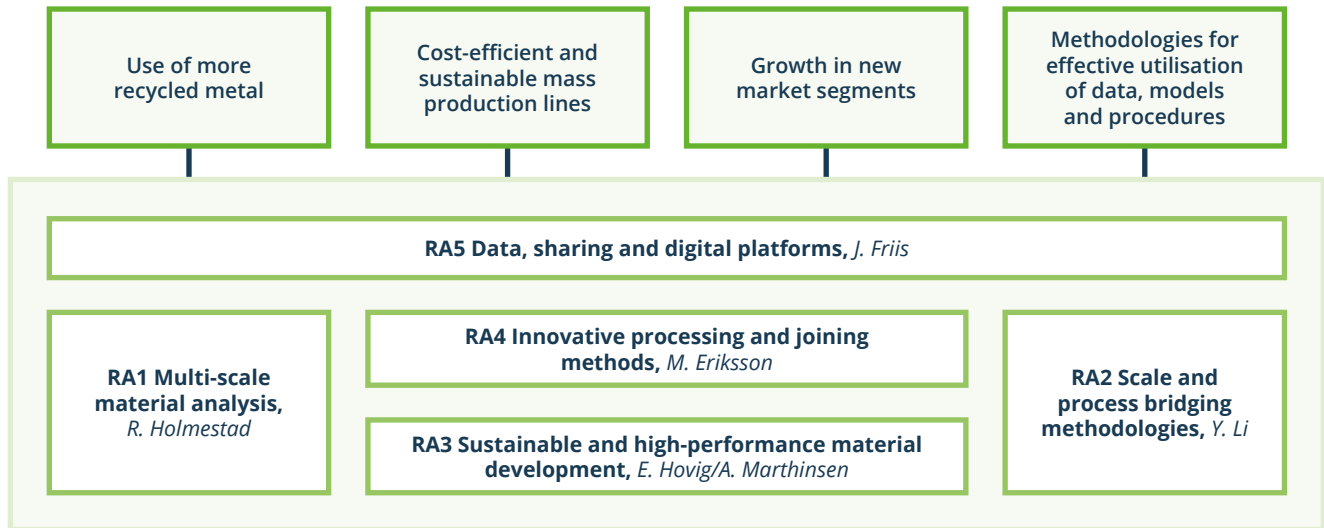 Use of more
recycled metal
Cost-efficient and
sustainable mass
production lines
Growth in new
market segments
Methodologies for
effective utilisation
of data, models
and procedures
RA5 Data, sharing and digital platforms, J. Friis
RA1 Multi-scale
material analysis,
R. Holmestad
RA4 Innovative processing and joining
methods, M. Eriksson
RA3 Sustainable and high-performance material
development, E. Hovig/A. Marthinsen
RA2 Scale and
process bridging
methodologies, Y. Li